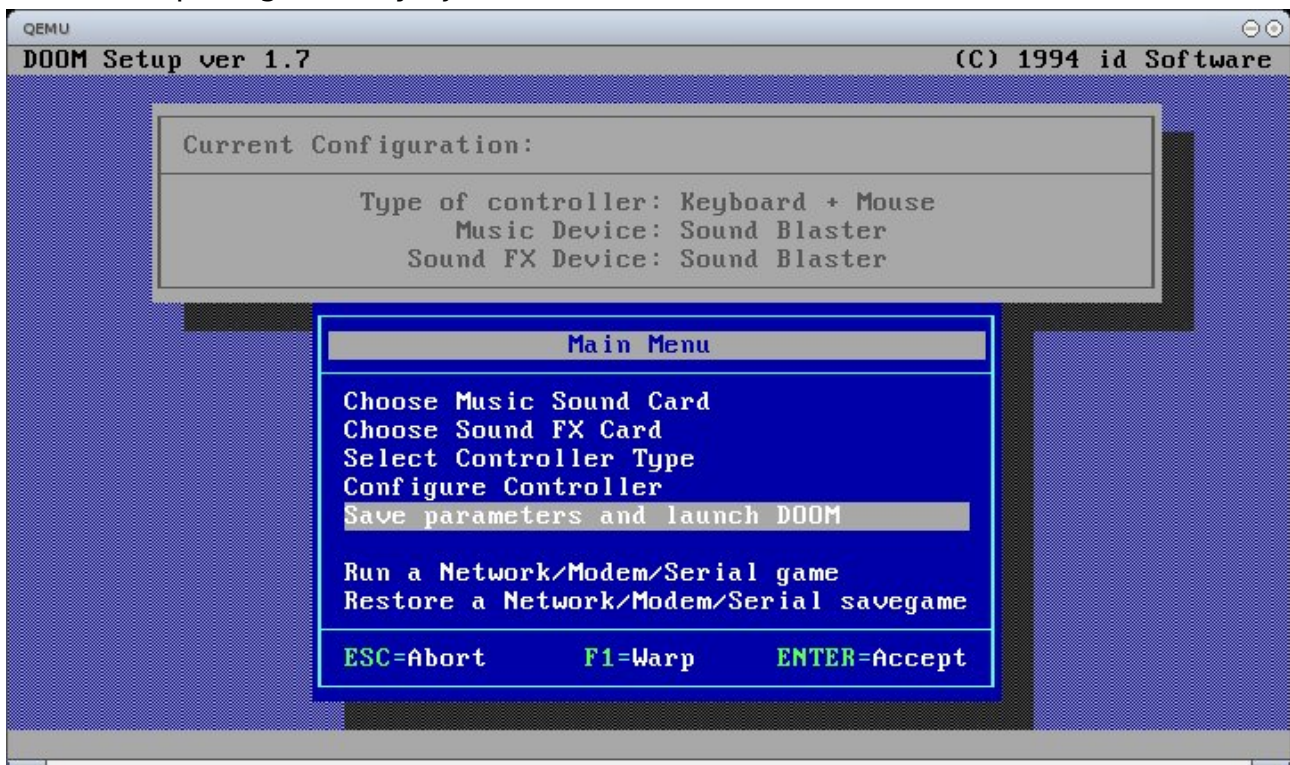 QEMU
DOOM Setup ver 1.7 (C) 1994 id Software
Current Configuration:
Type of controller: Keyboard + Mouse
Music Device: Sound Blaster
Sound FX Device: Sound Blaster
Main Menu
Choose Music Sound Card
Choose Sound FX Card
Select Controller Type
Configure Controller
Save parameters and launch DOOM
Run a Network/Modem/Serial game
Restore a Network/Modem/Serial savegame
ESC=Abort F1=Warp ENTER=Accept